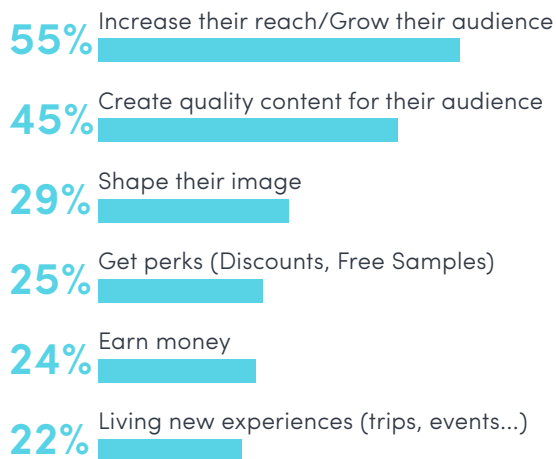 55% Increase their reach/Grow their audience
45% Create quality content for their audience
29% Shape their image
25% Get perks (Discounts, Free Samples)
24% Earn money
22% Living new experiences (trips, events...)